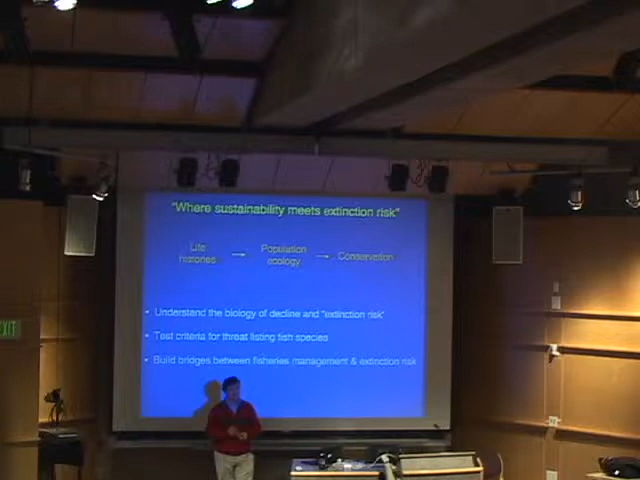 "Where sustainability meets extinction risk"
Life histories → Population ecology → Conservation
• Understand the biology of decline and "extinction risk"
• Test criteria for threat listing fish species
• Build bridges between fisheries management & extinction risk
EXIT